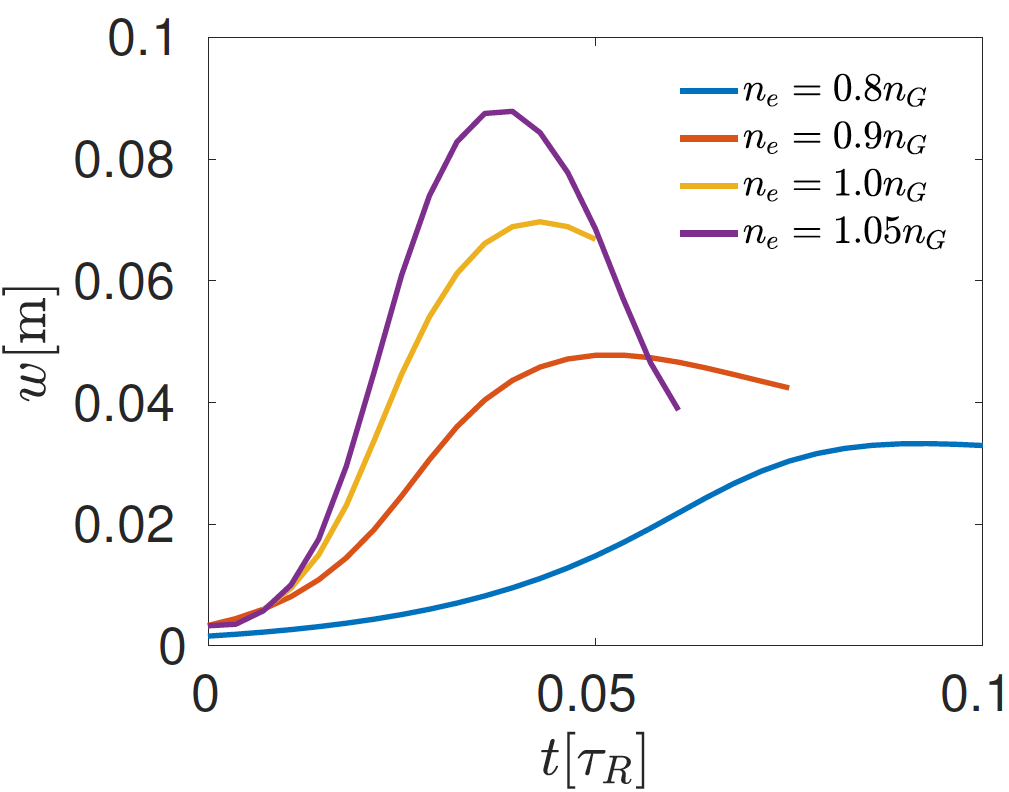 0.1
0.08
0.06
0.04
0.02
0
w[m]
n_e = 0.8n_G
n_e = 0.9n_G
n_e = 1.0n_G
n_e = 1.05n_G
0 0.05 0.1
t[τ_R]